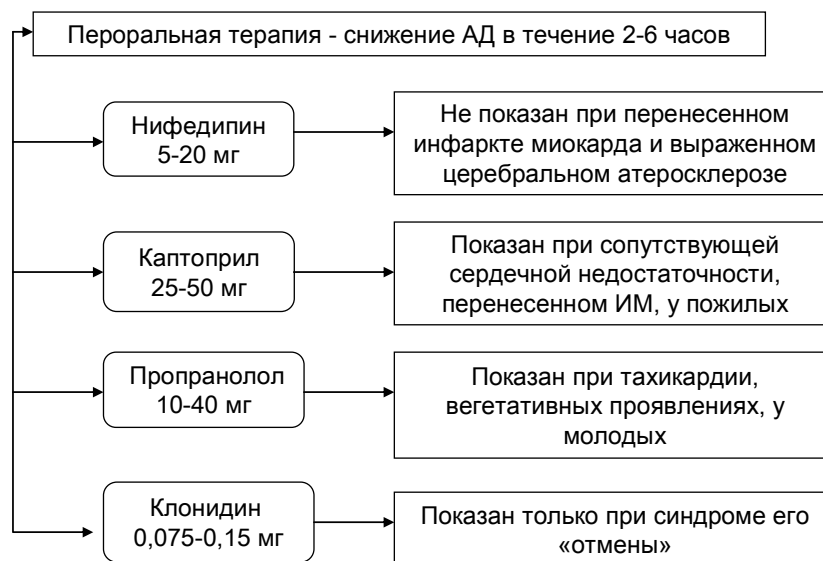 Пероральная терапия - снижение АД в течение 2-6 часов
Нифедипин
5-20 мг
Не показан при перенесенном
инфаркте миокарда и выраженном
церебральном атеросклерозе
Каптоприл
25-50 мг
Показан при сопутствующей
сердечной недостаточности,
перенесенном ИМ, у пожилых
Пропранолол
10-40 мг
Показан при тахикардии,
вегетативных проявлениях, у
молодых
Клонидин
0,075-0,15 мг
Показан только при синдроме его
«отмены»